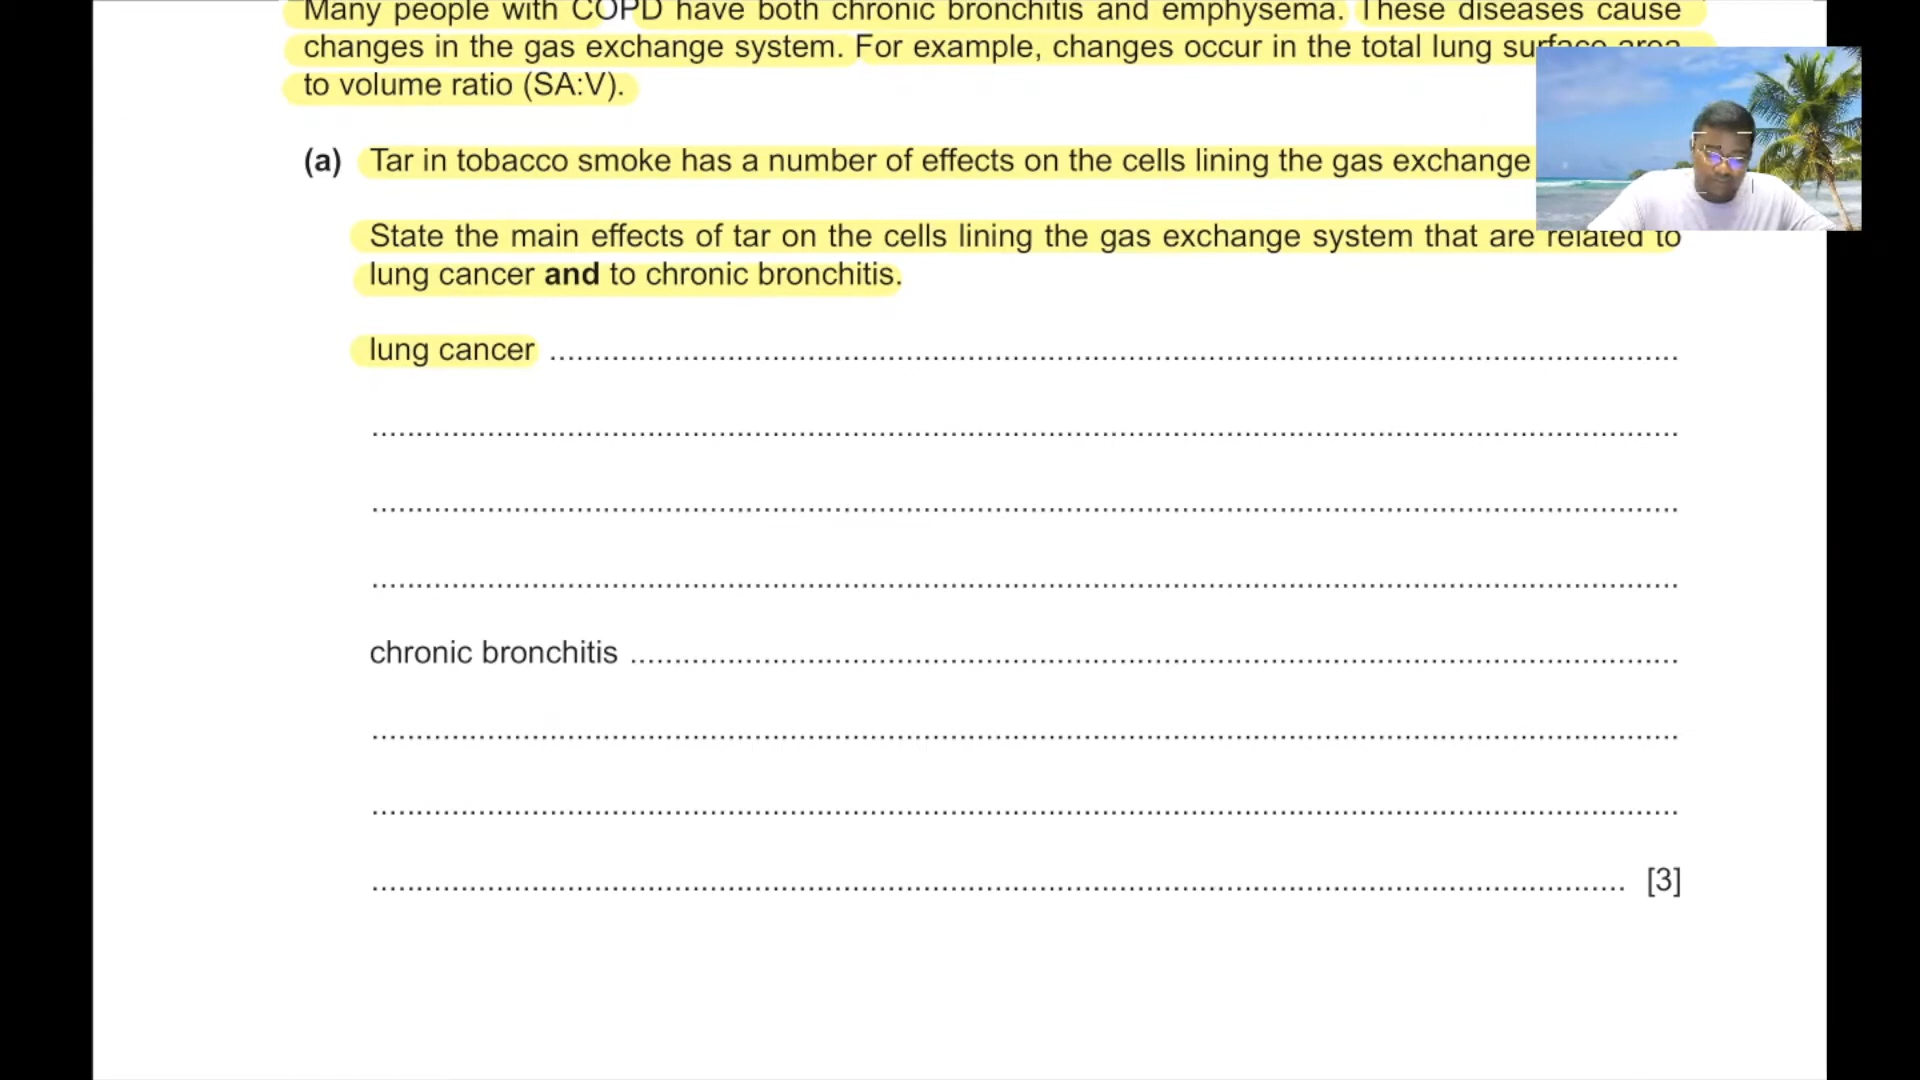 Many people with COPD have both chronic bronchitis and emphysema. These diseases cause
changes in the gas exchange system. For example, changes occur in the total lung surface area
to volume ratio (SA:V).
(a) Tar in tobacco smoke has a number of effects on the cells lining the gas exchange
State the main effects of tar on the cells lining the gas exchange system that are related to
lung cancer and to chronic bronchitis.
lung cancer ................................................................
................................................................
................................................................
................................................................
chronic bronchitis ................................................................
................................................................
................................................................
................................................................ [3]